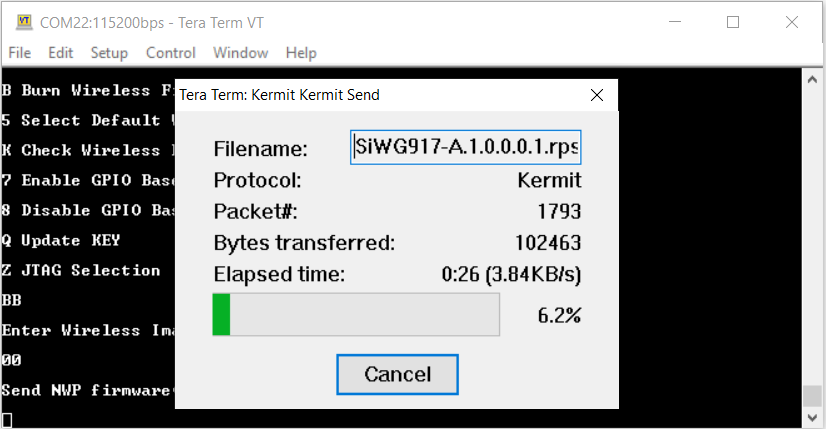 VT
COM22:115200bps - Tera Term VT
File Edit Setup Control Window Help
B Burn Wireless
5 Select Default
K Check Wireless
7 Enable GPIO
8 Disable GPIO
Q Update KEY
Z JTAG Selection
BB
Enter Wireless
00
Send NWP firmware
Tera Term: Kermit Kermit Send
Filename: SiWG917-A.1.0.0.0.1.rps
Protocol: Kermit
Packet#: 1793
Bytes transferred: 102463
Elapsed time: 0:26 (3.84KB/s)
6.2%
Cancel